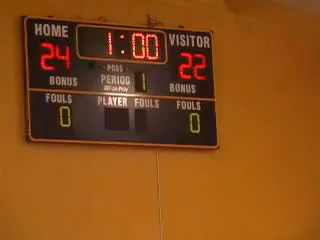 HOME 1:00 VISITOR
24 POSS 22
BONUS PERIOD 1 BONUS
FOULS PLAYER FOULS FOULS
0 0